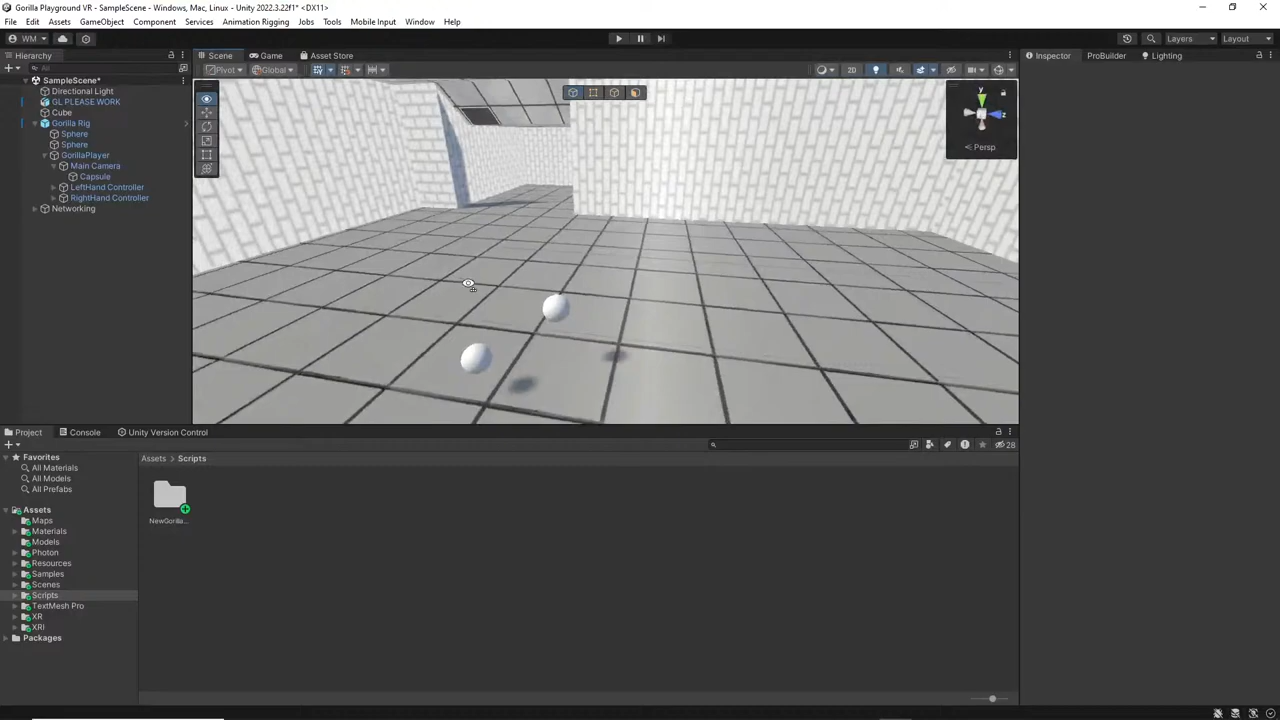 Gorilla Playground VR - SampleScene - Windows, Mac, Linux - Unity 2022.3.22f1* <DX11>
File Edit Assets GameObject Component Services Animation Rigging Jobs Tools Mobile Input Window Help
WM Layers Layout
Hierarchy Scene Game Asset Store Inspector ProBuilder Lighting
All Pivot Global 2D
SampleScene*
Directional Light
GL PLEASE WORK
Cube
Gorilla Rig
Sphere
Sphere
GorillaPlayer
Main Camera
Capsule
LeftHand Controller
RightHand Controller
Networking
y
z
Persp
Project Console Unity Version Control
28
Favorites
All Materials
All Models
All Prefabs
Assets > Scripts
Assets
Maps
Materials
Models
Photon
Resources
Samples
Scenes
Scripts
TextMesh Pro
XR
XRI
Packages
NewGorilla...